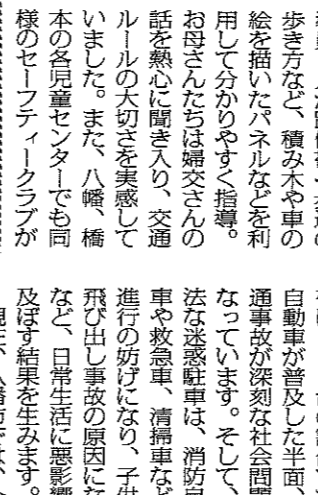 歩き方など、積み木や車の
絵を描いたパネルなどを利
用して分かりやすく指導。
お母さんたちは婦交さんの
話を熱心に聞き入り、交通
ルールの大切さを実感して
いました。また、八幡、橋
本の各児童センターでも同
様のセーフティークラブが
自動車が普及した半面、
通事故が深刻な社会問題
なっています。そして、
法な迷惑駐車は、消防自
車や救急車、清掃車など
進行の妨げになり、子供
飛び出し事故の原因にな
など、日常生活に悪影響
及ぼす結果を生みます。